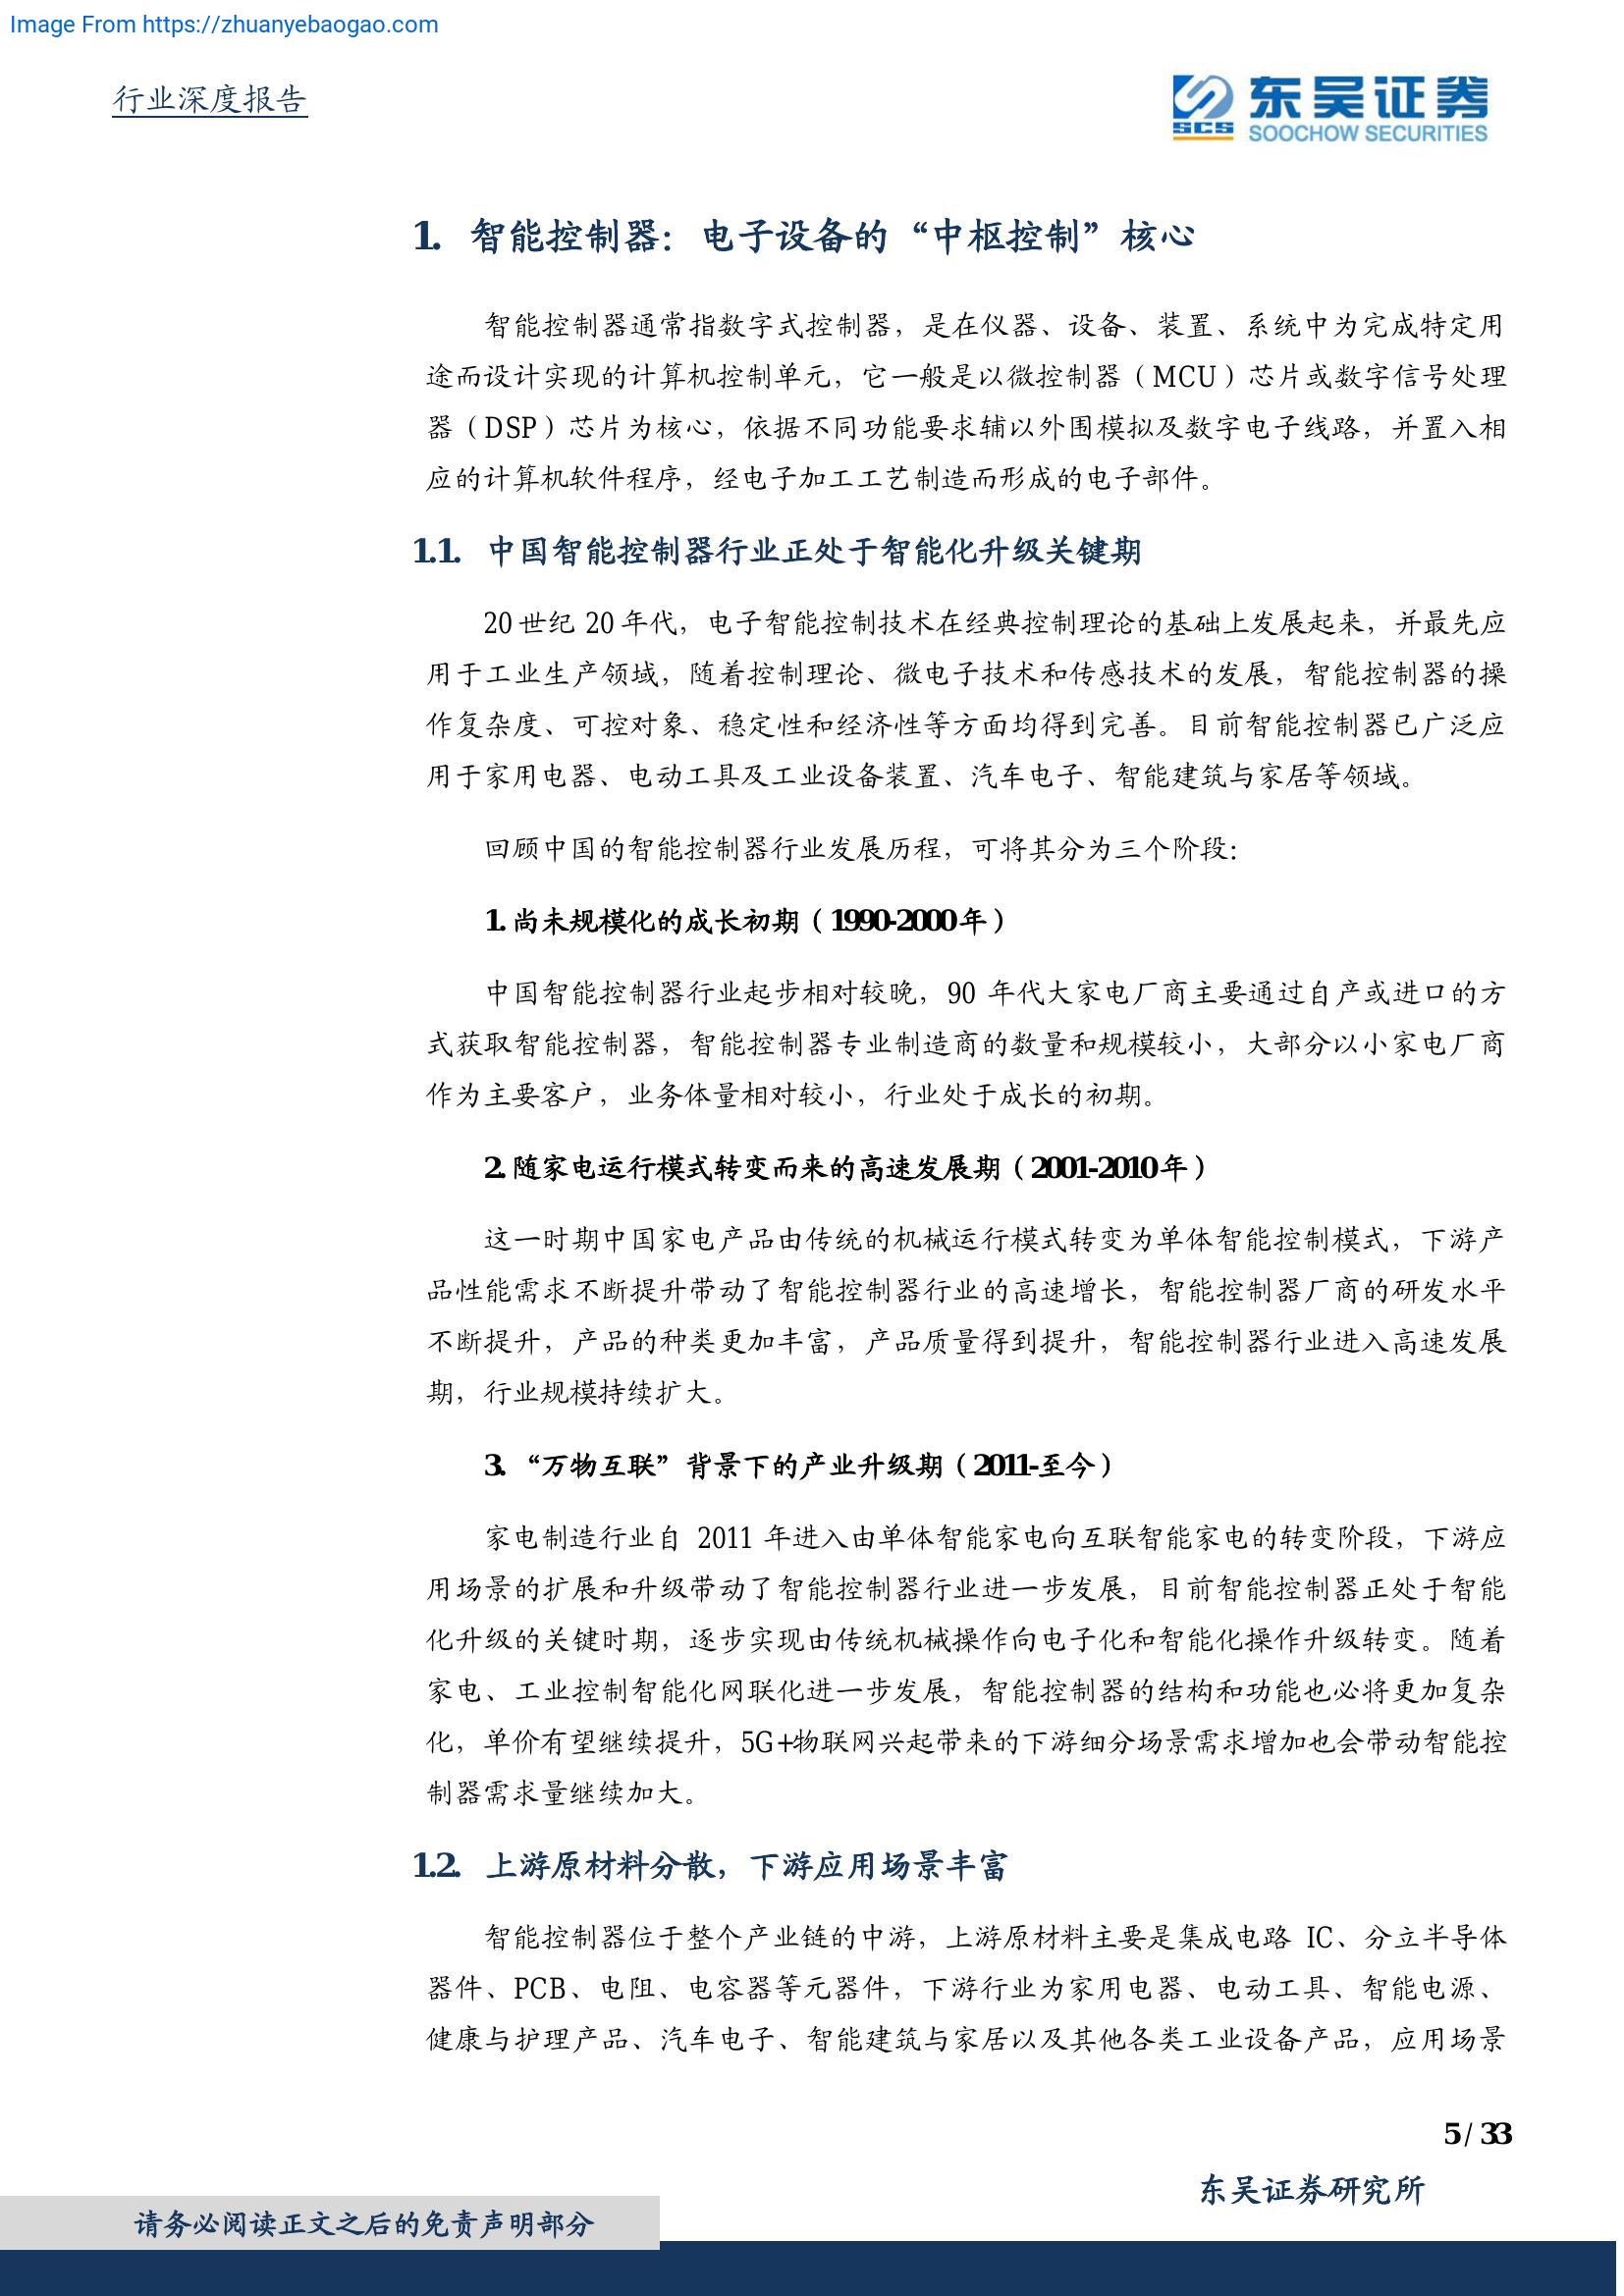 Image From https://zhuanyebaogao.com
行业深度报告
SCS 东吴证券
SOOCHOW SECURITIES
1. 智能控制器：电子设备的“中枢控制”核心
智能控制器通常指数字式控制器，是在仪器、设备、装置、系统中为完成特定用
途而设计实现的计算机控制单元，它一般是以微控制器（MCU）芯片或数字信号处理
器（DSP）芯片为核心，依据不同功能要求辅以外围模拟及数字电子线路，并置入相
应的计算机软件程序，经电子加工工艺制造而形成的电子部件。
1.1. 中国智能控制器行业正处于智能化升级关键期
20 世纪 20 年代，电子智能控制技术在经典控制理论的基础上发展起来，并最先应
用于工业生产领域，随着控制理论、微电子技术和传感技术的发展，智能控制器的操
作复杂度、可控对象、稳定性和经济性等方面均得到完善。目前智能控制器已广泛应
用于家用电器、电动工具及工业设备装置、汽车电子、智能建筑与家居等领域。
回顾中国的智能控制器行业发展历程，可将其分为三个阶段：
1. 尚未规模化的成长初期（1990-2000 年）
中国智能控制器行业起步相对较晚，90 年代大家电厂商主要通过自产或进口的方
式获取智能控制器，智能控制器专业制造商的数量和规模较小，大部分以小家电厂商
作为主要客户，业务体量相对较小，行业处于成长的初期。
2. 随家电运行模式转变而来的高速发展期（2001-2010 年）
这一时期中国家电产品由传统的机械运行模式转变为单体智能控制模式，下游产
品性能需求不断提升带动了智能控制器行业的高速增长，智能控制器厂商的研发水平
不断提升，产品的种类更加丰富，产品质量得到提升，智能控制器行业进入高速发展
期，行业规模持续扩大。
3. “万物互联”背景下的产业升级期（2011-至今）
家电制造行业自 2011 年进入由单体智能家电向互联智能家电的转变阶段，下游应
用场景的扩展和升级带动了智能控制器行业进一步发展，目前智能控制器正处于智能
化升级的关键时期，逐步实现由传统机械操作向电子化和智能化操作升级转变。随着
家电、工业控制智能化网联化进一步发展，智能控制器的结构和功能也必将更加复杂
化，单价有望继续提升，5G+物联网兴起带来的下游细分场景需求增加也会带动智能控
制器需求量继续加大。
1.2. 上游原材料分散，下游应用场景丰富
智能控制器位于整个产业链的中游，上游原材料主要是集成电路 IC、分立半导体
器件、PCB、电阻、电容器等元器件，下游行业为家用电器、电动工具、智能电源、
健康与护理产品、汽车电子、智能建筑与家居以及其他各类工业设备产品，应用场景
5 / 33
东吴证券研究所
请务必阅读正文之后的免责声明部分